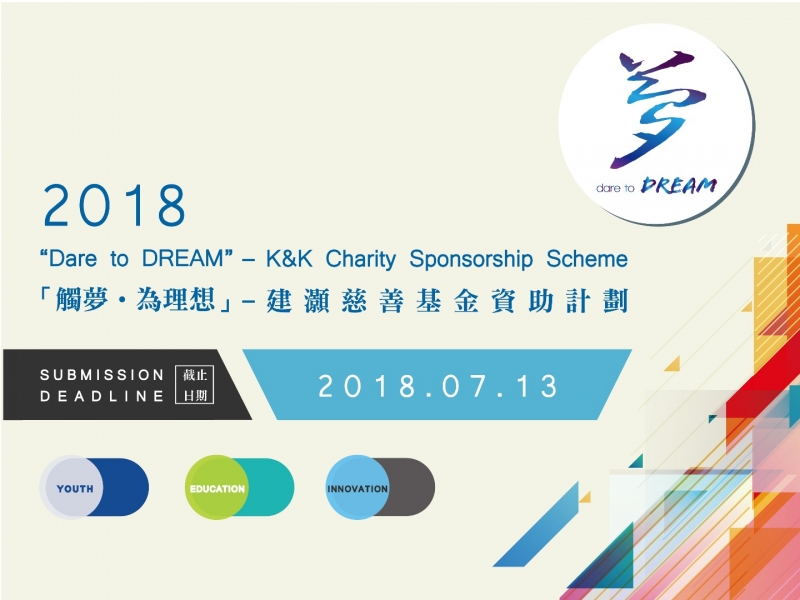 夢
dare to DREAM
2018
“Dare to DREAM” – K&K Charity Sponsorship Scheme
「觸夢・為理想」– 建灝慈善基金資助計劃
SUBMISSION DEADLINE
截止日期
2018.07.13
YOUTH
EDUCATION
INNOVATION